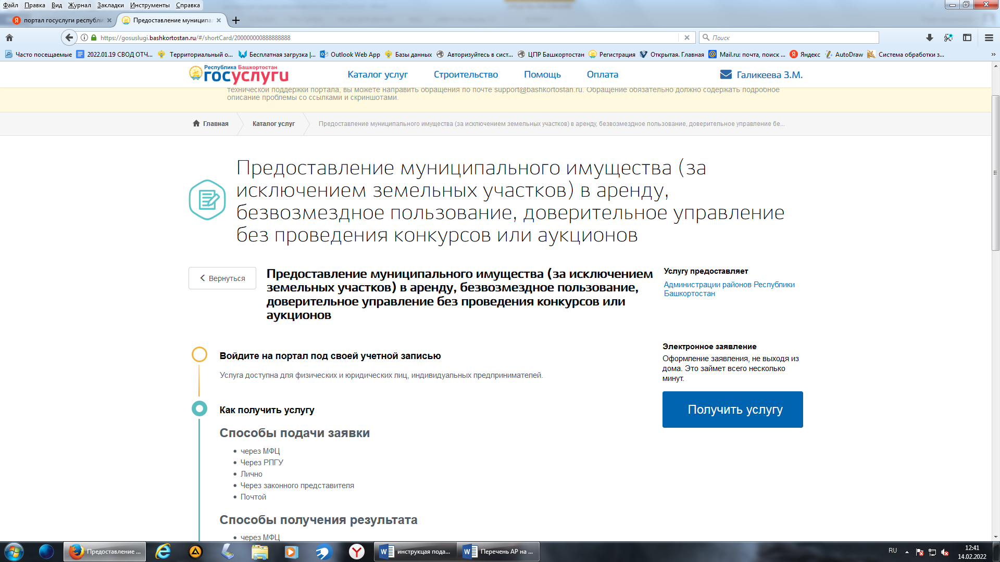 Файл Правка Вид Журнал Закладки Инструменты Справка
портал госуслуги республи
Предоставление муниципал
https://gosuslugi.bashkortostan.ru/#/shortCard/200000000888888888
Поиск
Часто посещаемые 2022.01.19 СВОД ОТЧ... Территориальный о... Бесплатная загрузка |... Outlook Web App Базы данных Авторизуйтесь в сист... ЦПР Башкортостан Регистрация Открытая. Главная Mail.ru: почта, поиск ... Яндекс AutoDraw Система обработки з...
Республика Башкортостан
госуслуги
Каталог услуг Строительство Помощь Оплата Галикеева З.М.
технической поддержки портала, вы можете направить обращения по почте support@bashkortostan.ru. Обращение обязательно должно содержать подробное
описание проблемы со ссылками и скриншотами.
Главная Каталог услуг Предоставление муниципального имущества (за исключением земельных участков) в аренду, безвозмездное пользование, доверительное управление бе...
Предоставление муниципального имущества (за
исключением земельных участков) в аренду,
безвозмездное пользование, доверительное управление
без проведения конкурсов или аукционов
Вернуться
Предоставление муниципального имущества (за исключением
земельных участков) в аренду, безвозмездное пользование,
доверительное управление без проведения конкурсов или
аукционов
Услугу предоставляет
Администрации районов Республики
Башкортостан
Войдите на портал под своей учетной записью
Услуга доступна для физических и юридических лиц, индивидуальных предпринимателей.
Электронное заявление
Оформление заявления, не выходя из
дома. Это займет всего несколько
минут.
Получить услугу
Как получить услугу
Способы подачи заявки
через МФЦ
Через РПГУ
Лично
Через законного представителя
Почтой
Способы получения результата
через МФЦ
Предоставление ...
инструкцая пода...
Перечень АР на ...
RU
12:41
14.02.2022